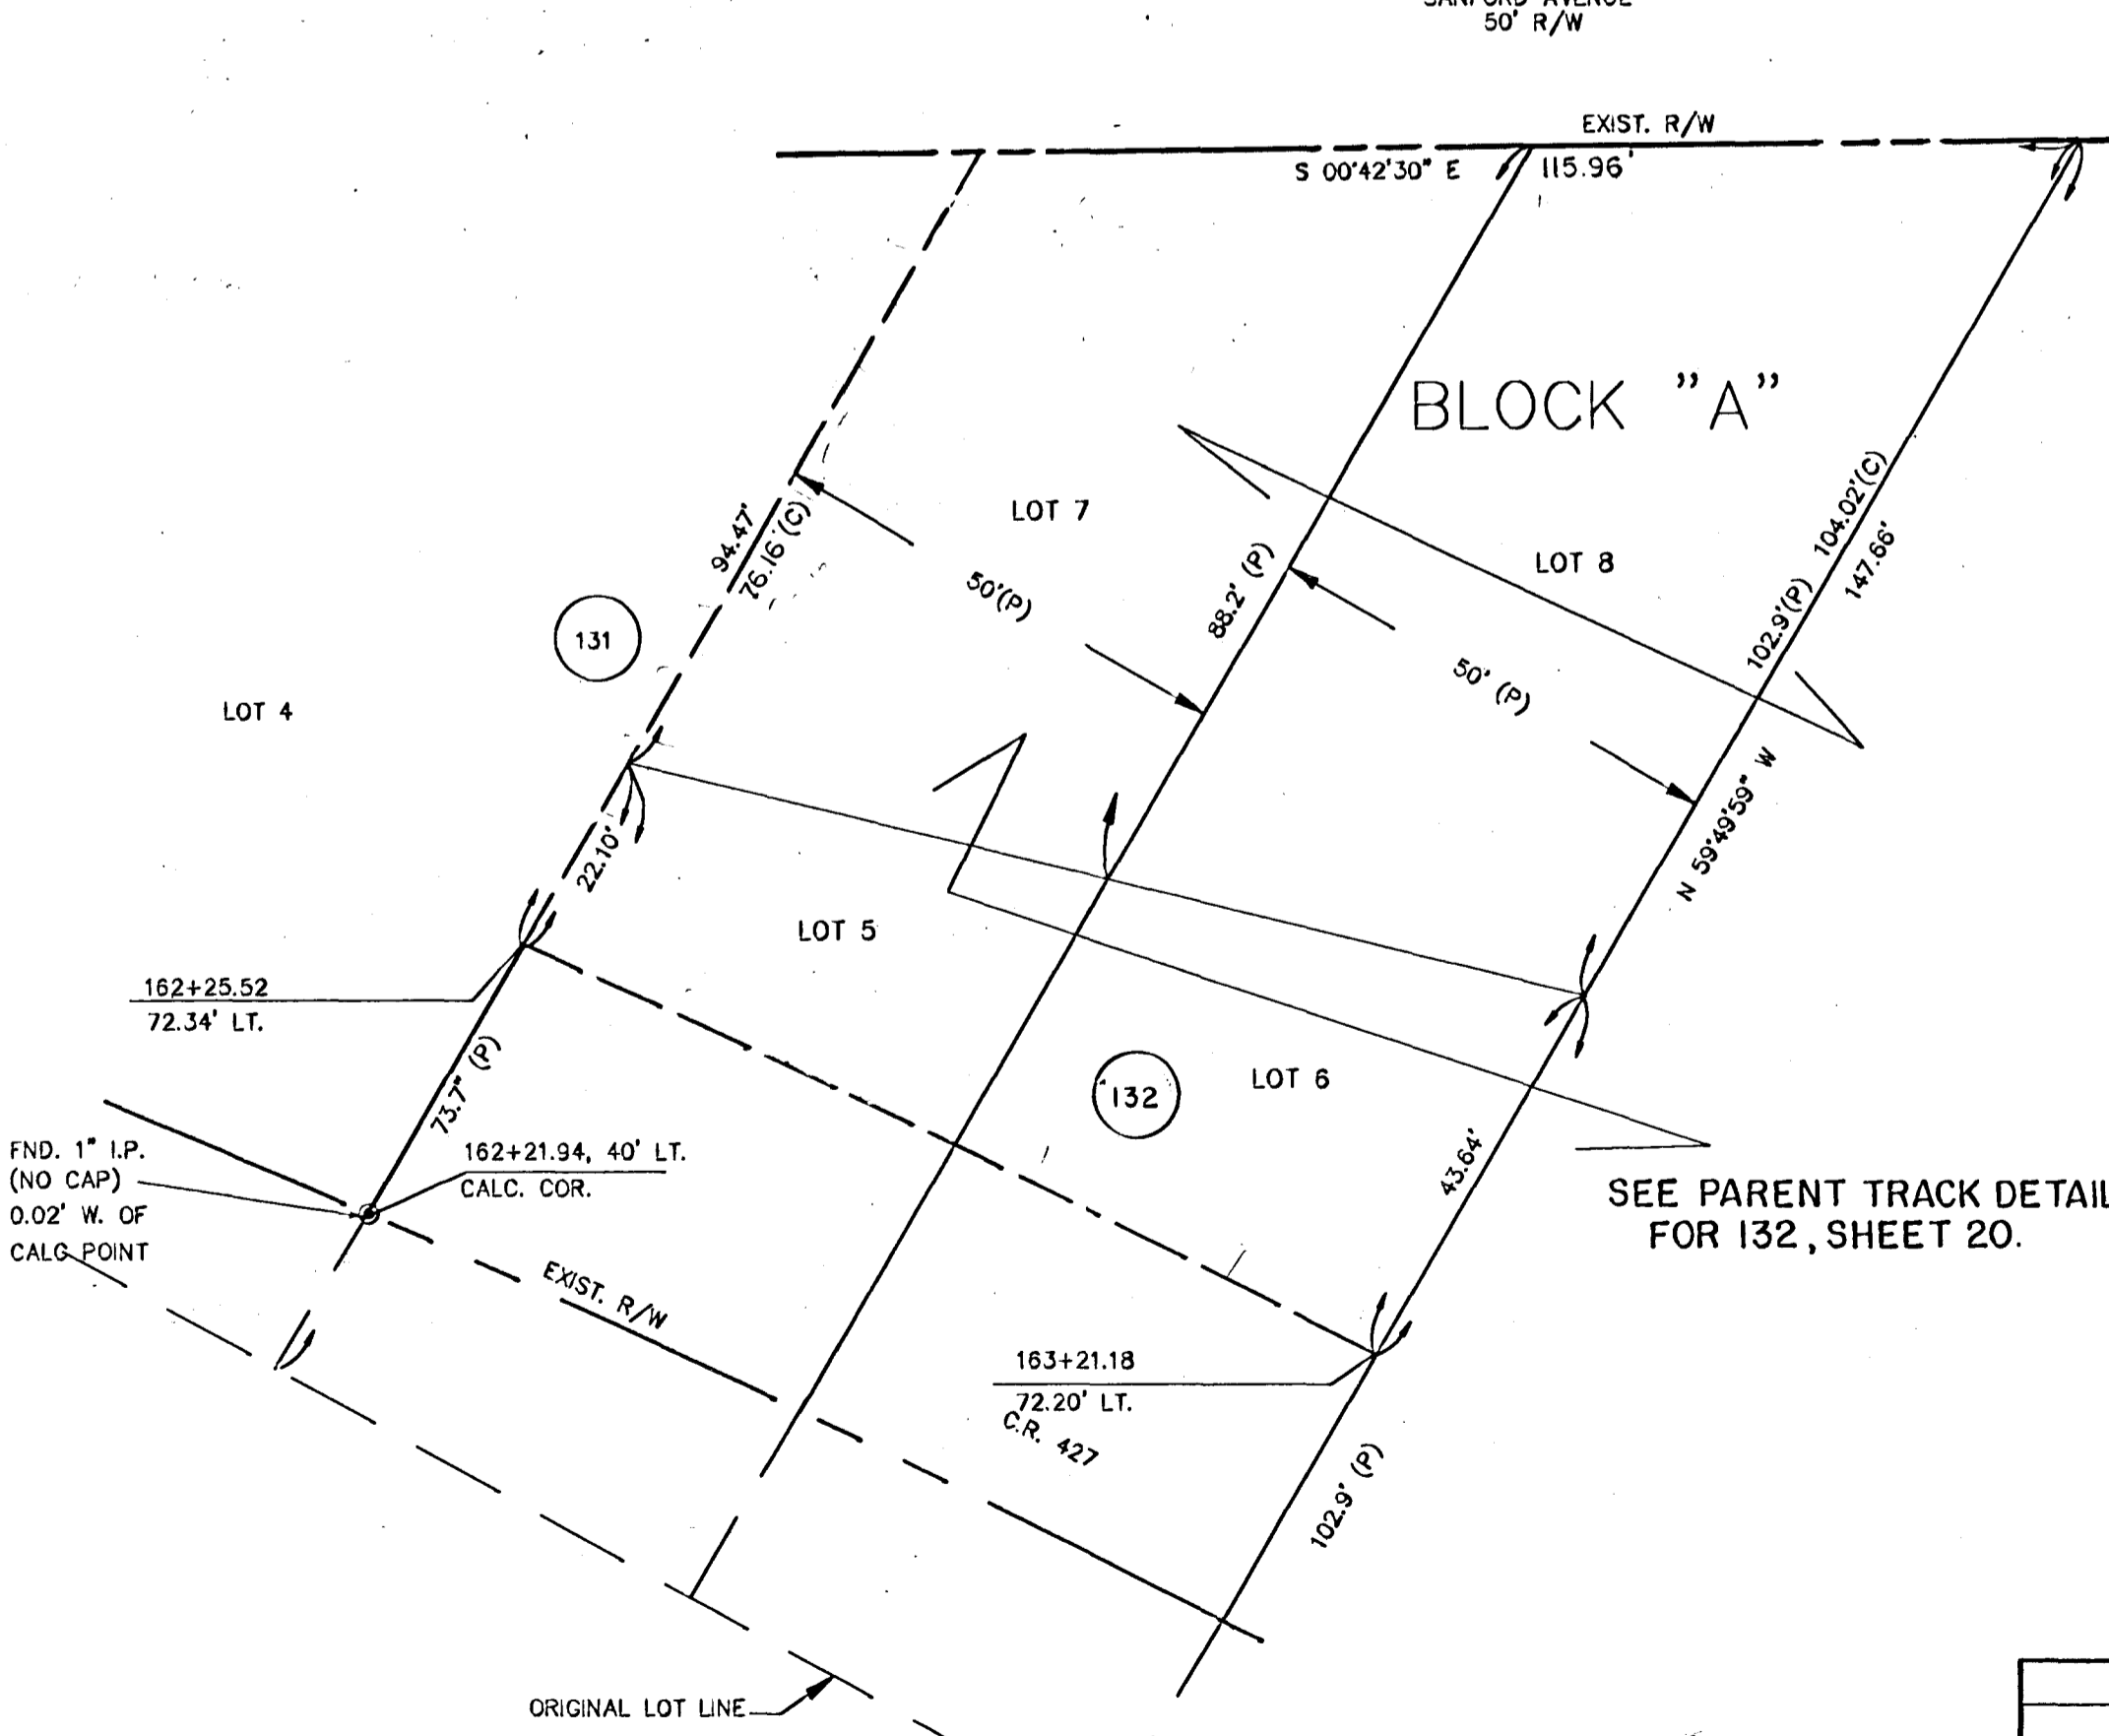 SANFORD AVENUE
50' R/W
EXIST. R/W
S 00°42'30" E
115.96'
BLOCK "A"
LOT 7
LOT 8
94.47'
76.16'(C)
50'(P)
88.2' (P)
50' (P)
102.9'(P)
104.02'(C)
147.66'
131
LOT 4
22.10'
N 59°49'59" W
LOT 5
162+25.52
72.34' LT.
73.7" (P)
132
LOT 6
43.64'
FND. 1" I.P.
(NO CAP)
0.02' W. OF
CALC POINT
162+21.94, 40' LT.
CALC. COR.
SEE PARENT TRACK DETAIL
FOR 132, SHEET 20.
EXIST. R/W
163+21.18
72.20' LT.
C.R. 427
102.9' (P)
ORIGINAL LOT LINE